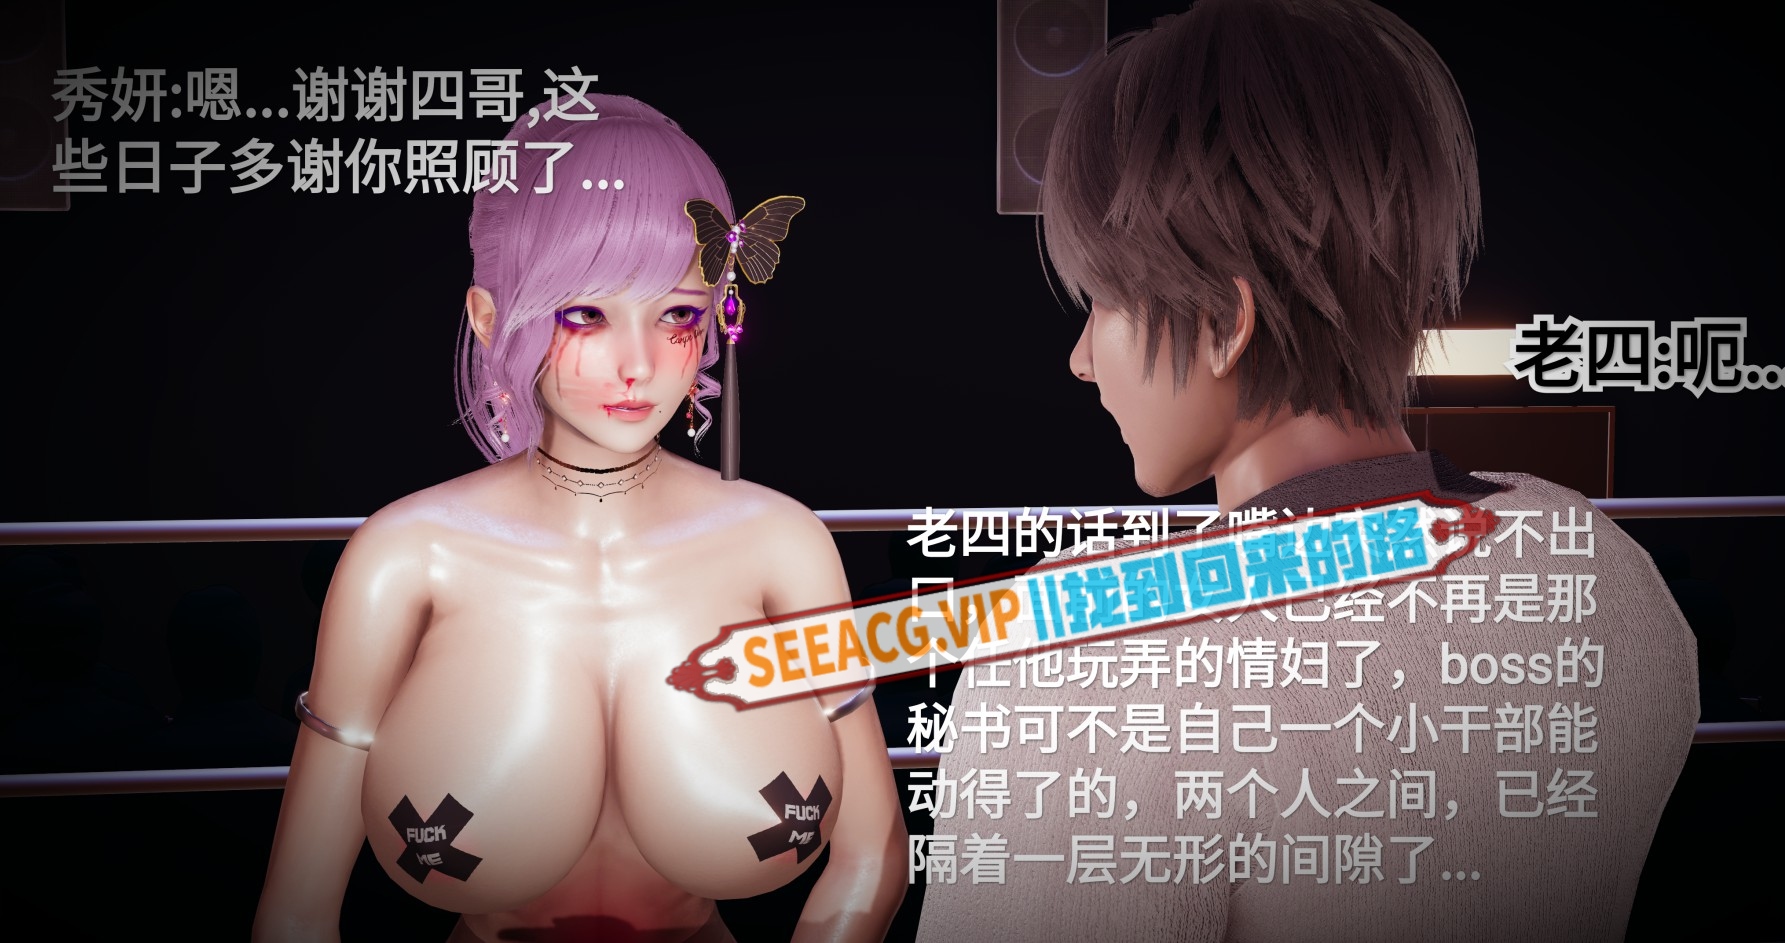 秀妍:嗯...谢谢四哥,这
些日子多谢你照顾了...
老四:呃...
老四的话到了嘴边 说不出
人已经不再是那
个任他玩弄的情妇了，boss的
秘书可不是自己一个小干部能
动得了的，两个人之间，已经
隔着一层无形的间隙了...
SEEACG.VIP||找到回来的路
FUCK
ME
FUCK
ME